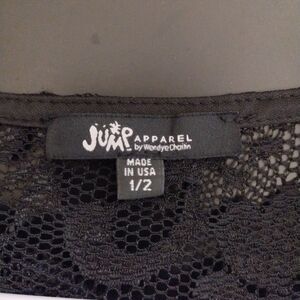 JUMP APPAREL
by Wendye Chaitin
MADE
IN USA
1/2